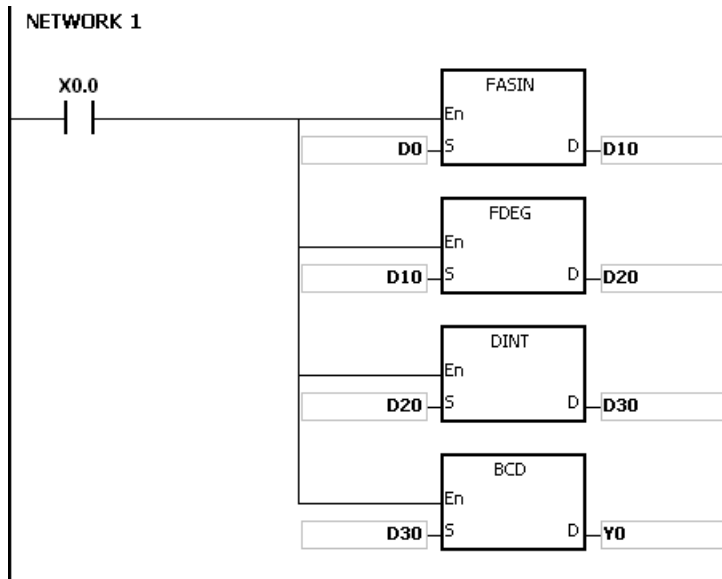 NETWORK 1
X0.0
FASIN
En
D0 S D D10
FDEG
En
D10 S D D20
DINT
En
D20 S D D30
BCD
En
D30 S D Y0